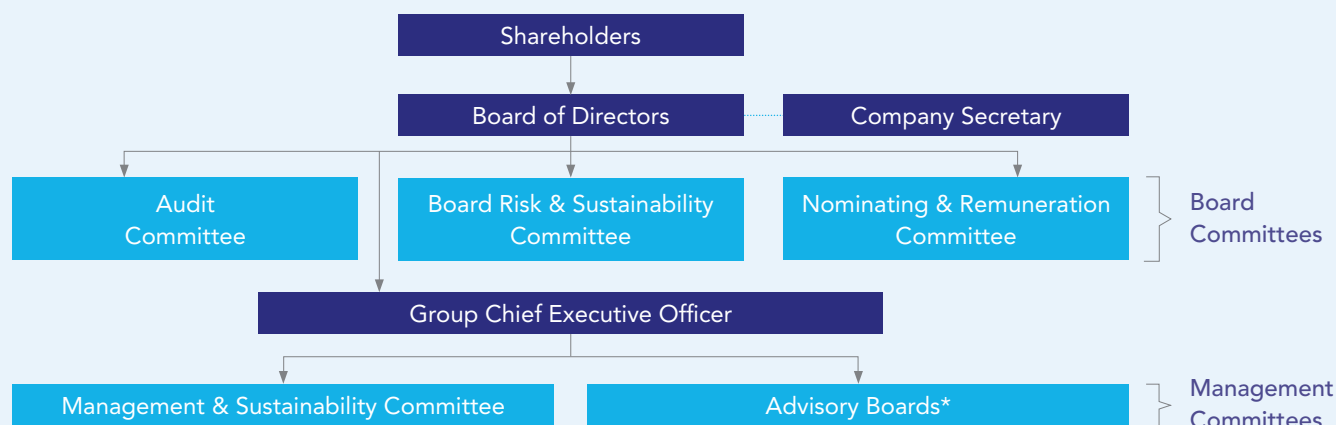 Shareholders
Board of Directors
Company Secretary
Audit
Committee
Board Risk & Sustainability
Committee
Nominating & Remuneration
Committee
Board
Committees
Group Chief Executive Officer
Management & Sustainability Committee
Advisory Boards*
Management
Committees